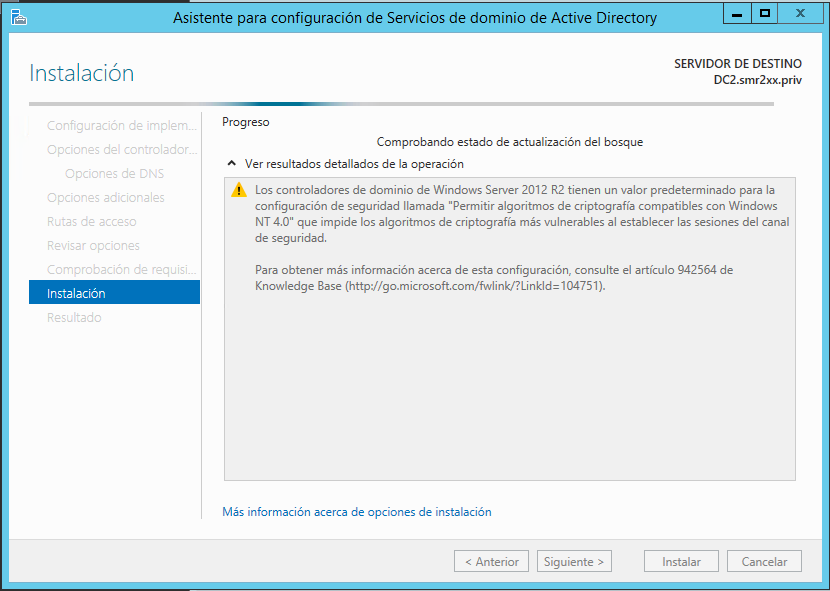 Asistente para configuración de Servicios de dominio de Active Directory
Instalación
SERVIDOR DE DESTINO
DC2.smr2xx.priv
Configuración de implem...
Opciones del controlador...
Opciones de DNS
Opciones adicionales
Rutas de acceso
Revisar opciones
Comprobación de requisi...
Instalación
Resultado
Progreso
Comprobando estado de actualización del bosque
Ver resultados detallados de la operación
Los controladores de dominio de Windows Server 2012 R2 tienen un valor predeterminado para la
configuración de seguridad llamada "Permitir algoritmos de criptografía compatibles con Windows
NT 4.0" que impide los algoritmos de criptografía más vulnerables al establecer las sesiones del canal
de seguridad.
Para obtener más información acerca de esta configuración, consulte el artículo 942564 de
Knowledge Base (http://go.microsoft.com/fwlink/?LinkId=104751).
Más información acerca de opciones de instalación
< Anterior
Siguiente >
Instalar
Cancelar